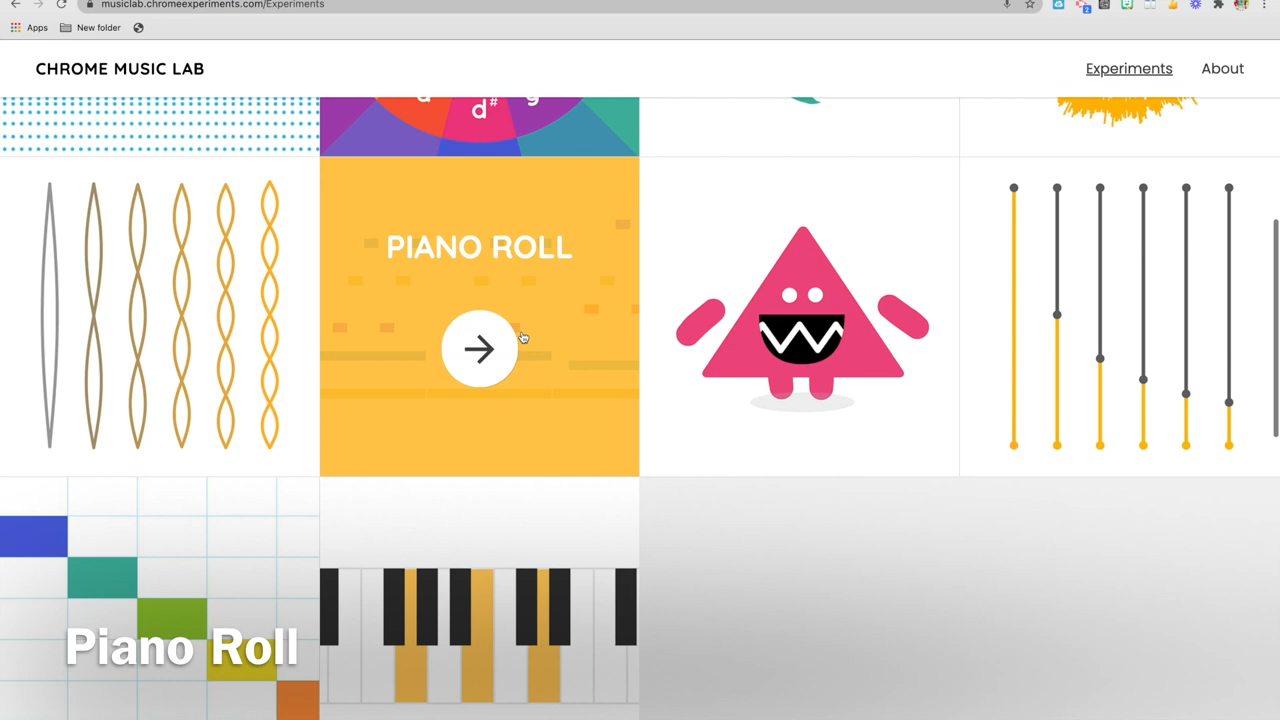 musiclab.chromeexperiments.com/Experiments
Apps
New folder
CHROME MUSIC LAB
Experiments
About
d#
PIANO ROLL
Piano Roll